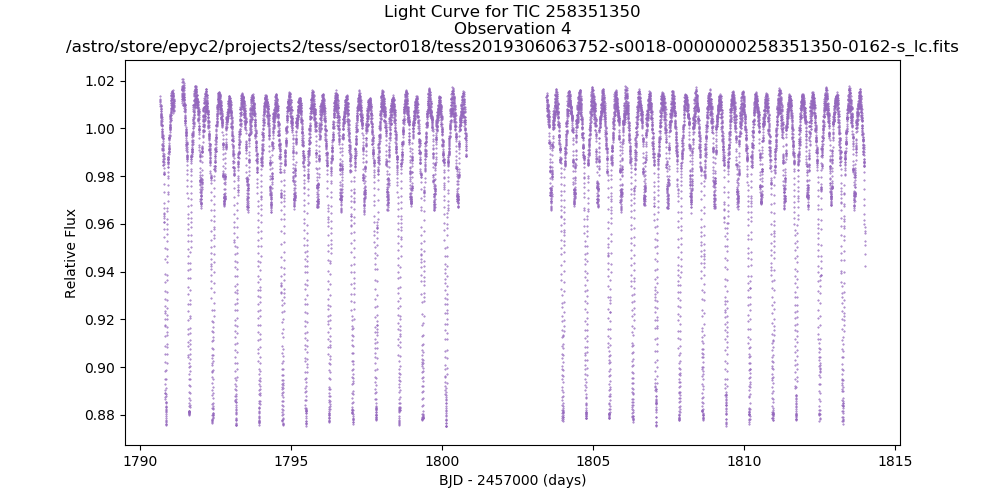 Light Curve for TIC 258351350
Observation 4
/astro/store/epyc2/projects2/tess/sector018/tess2019306063752-s0018-0000000258351350-0162-s_lc.fits
1.02
1.00
0.98
0.96
0.94
0.92
0.90
0.88
Relative Flux
1790
1795
1800
1805
1810
1815
BJD - 2457000 (days)